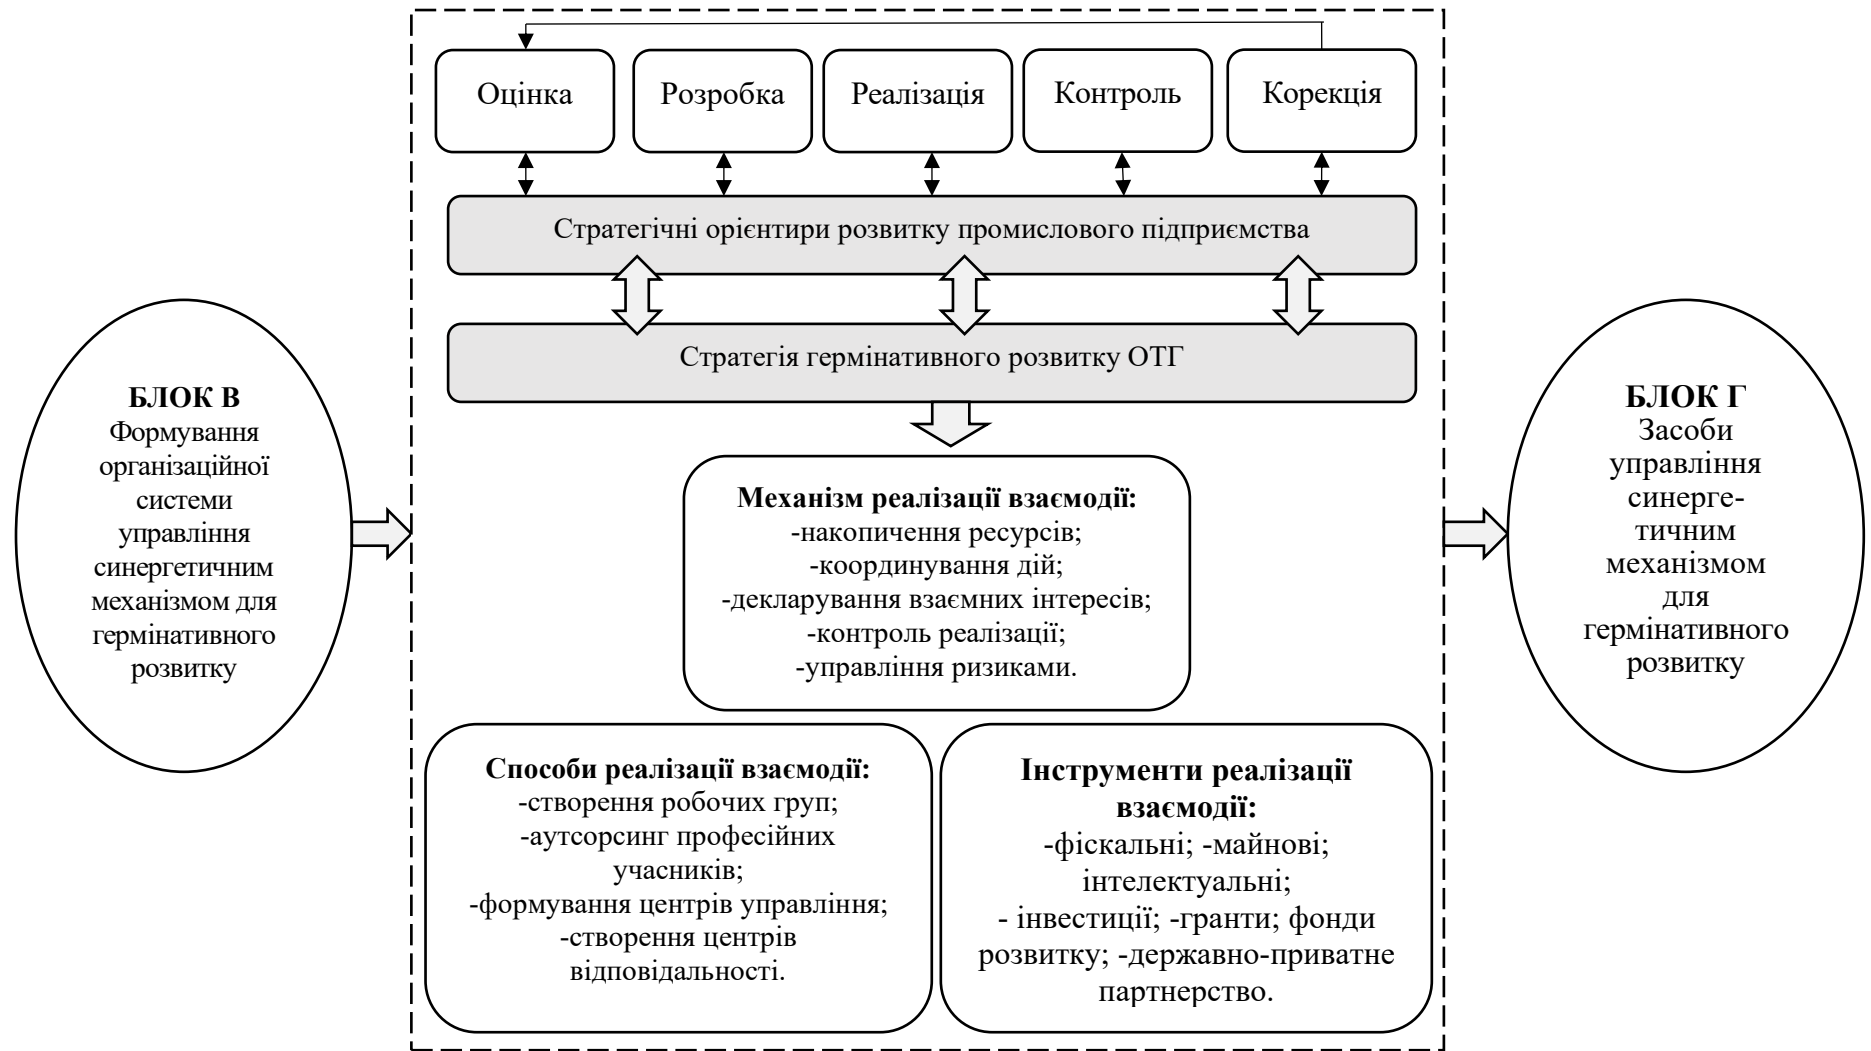 Оцінка
Розробка
Реалізація
Контроль
Корекція
Стратегічні орієнтири розвитку промислового підприємства
Стратегія гермінативного розвитку ОТГ
БЛОК В
Формування
організаційної
системи
управління
синергетичним
механізмом для
гермінативного
розвитку
Механізм реалізації взаємодії:
-накопичення ресурсів;
-координування дій;
-декларування взаємних інтересів;
-контроль реалізації;
-управління ризиками.
Способи реалізації взаємодії:
-створення робочих груп;
-аутсорсинг професійних
учасників;
-формування центрів управління;
-створення центрів
відповідальності.
Інструменти реалізації
взаємодії:
-фіскальні; -майнові;
інтелектуальні;
- інвестиції; -гранти; фонди
розвитку; -державно-приватне
партнерство.
БЛОК Г
Засоби
управління
синерге-
тичним
механізмом
для
гермінативного
розвитку